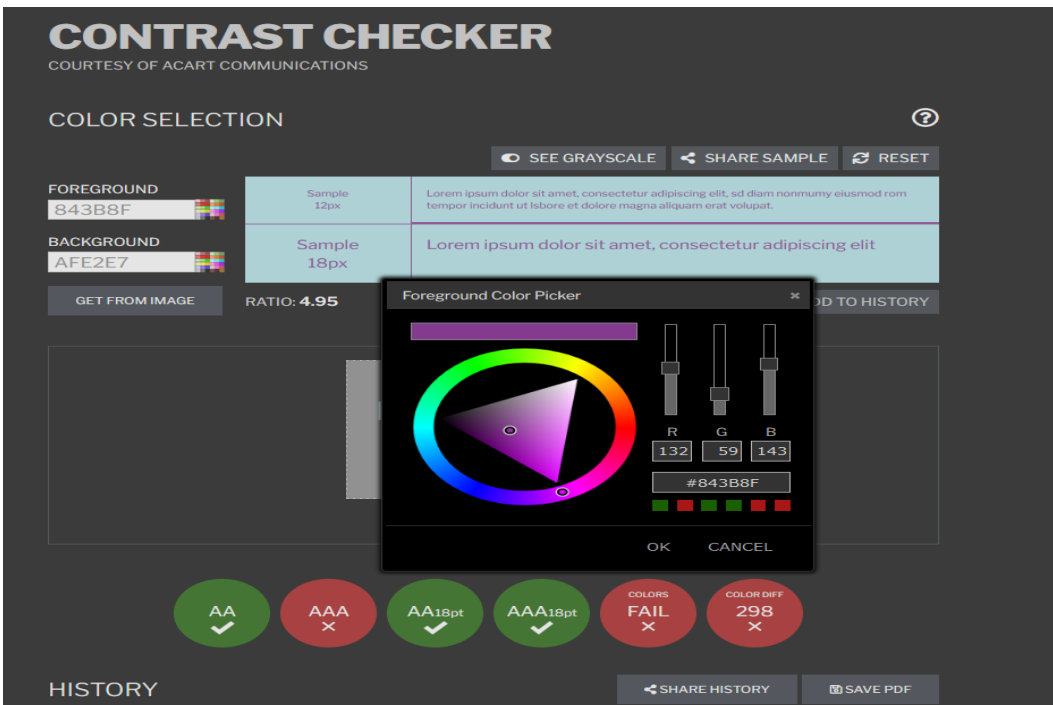 CONTRAST CHECKER
COURTESY OF ACART COMMUNICATIONS
COLOR SELECTION
SEE GRAYSCALE
SHARE SAMPLE
RESET
FOREGROUND
843B8F
BACKGROUND
AFE2E7
GET FROM IMAGE
Sample
12px
Lorem ipsum dolor sit amet, consectetur adipiscing elit, sd diam nonmumy eiusmod rom
tempor incidunt ut lsbore et dolore magna aliquam erat volupat.
Sample
18px
Lorem ipsum dolor sit amet, consectetur adipiscing elit
RATIO: 4.95
TO HISTORY
Foreground Color Picker
R G B
132 59 143
#843B8F
OK CANCEL
AA
AAA
AA18pt
AAA18pt
COLORS
FAIL
COLOR DIFF
298
HISTORY
SHARE HISTORY
SAVE PDF